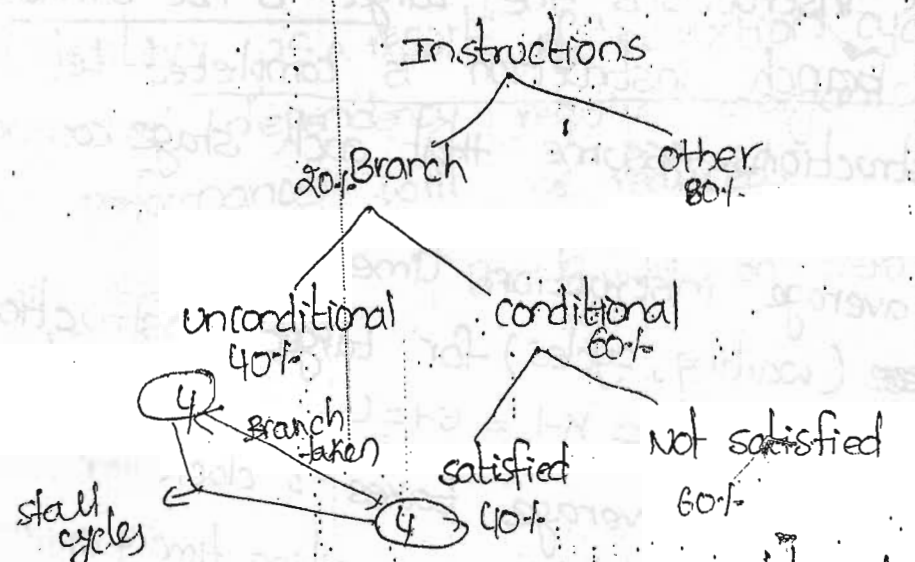 Instructions
20% Branch
other
80%
unconditional
40%
conditional
60%
4
Branch
taken
satisfied
40%
Not satisfied
60%
stall
cycles
4